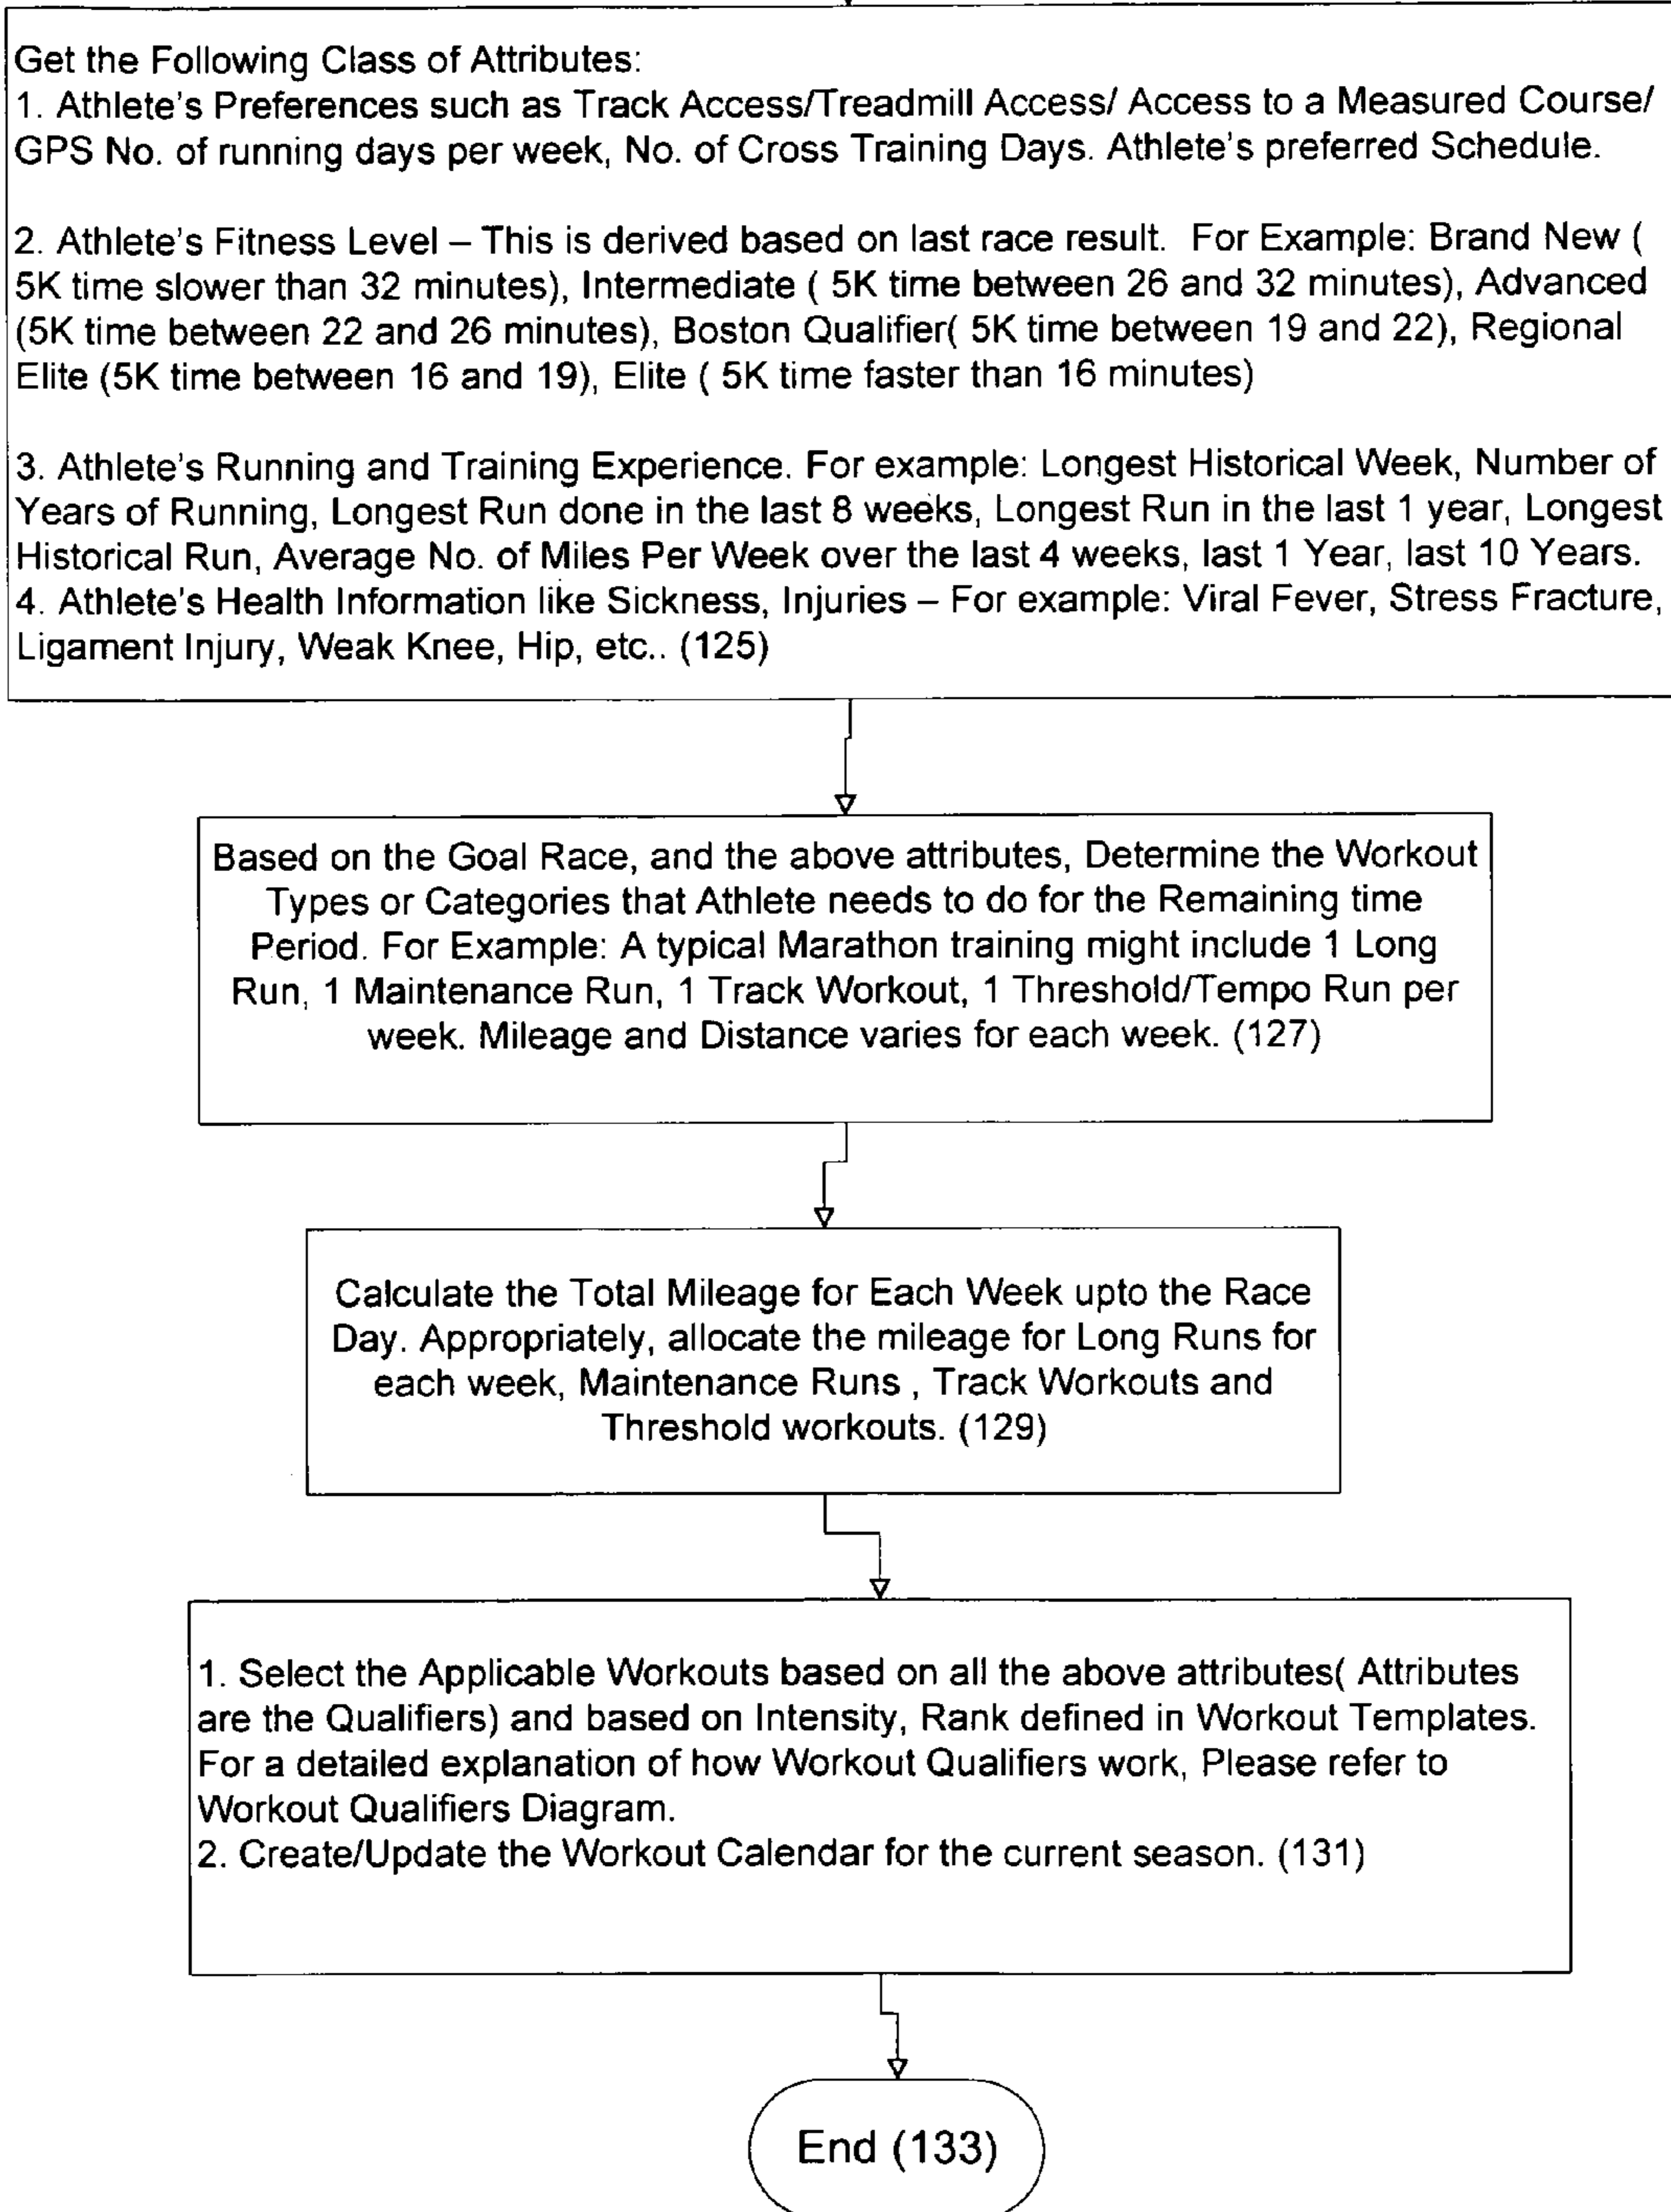 Get the Following Class of Attributes:
1. Athlete's Preferences such as Track Access/Treadmill Access/ Access to a Measured Course/
GPS No. of running days per week, No. of Cross Training Days. Athlete's preferred Schedule.
2. Athlete's Fitness Level – This is derived based on last race result. For Example: Brand New (
5K time slower than 32 minutes), Intermediate ( 5K time between 26 and 32 minutes), Advanced
(5K time between 22 and 26 minutes), Boston Qualifier( 5K time between 19 and 22), Regional
Elite (5K time between 16 and 19), Elite ( 5K time faster than 16 minutes)
3. Athlete's Running and Training Experience. For example: Longest Historical Week, Number of
Years of Running, Longest Run done in the last 8 weeks, Longest Run in the last 1 year, Longest
Historical Run, Average No. of Miles Per Week over the last 4 weeks, last 1 Year, last 10 Years.
4. Athlete's Health Information like Sickness, Injuries – For example: Viral Fever, Stress Fracture,
Ligament Injury, Weak Knee, Hip, etc.. (125)
Based on the Goal Race, and the above attributes, Determine the Workout
Types or Categories that Athlete needs to do for the Remaining time
Period. For Example: A typical Marathon training might include 1 Long
Run, 1 Maintenance Run, 1 Track Workout, 1 Threshold/Tempo Run per
week. Mileage and Distance varies for each week. (127)
Calculate the Total Mileage for Each Week upto the Race
Day. Appropriately, allocate the mileage for Long Runs for
each week, Maintenance Runs , Track Workouts and
Threshold workouts. (129)
1. Select the Applicable Workouts based on all the above attributes( Attributes
are the Qualifiers) and based on Intensity, Rank defined in Workout Templates.
For a detailed explanation of how Workout Qualifiers work, Please refer to
Workout Qualifiers Diagram.
2. Create/Update the Workout Calendar for the current season. (131)
End (133)